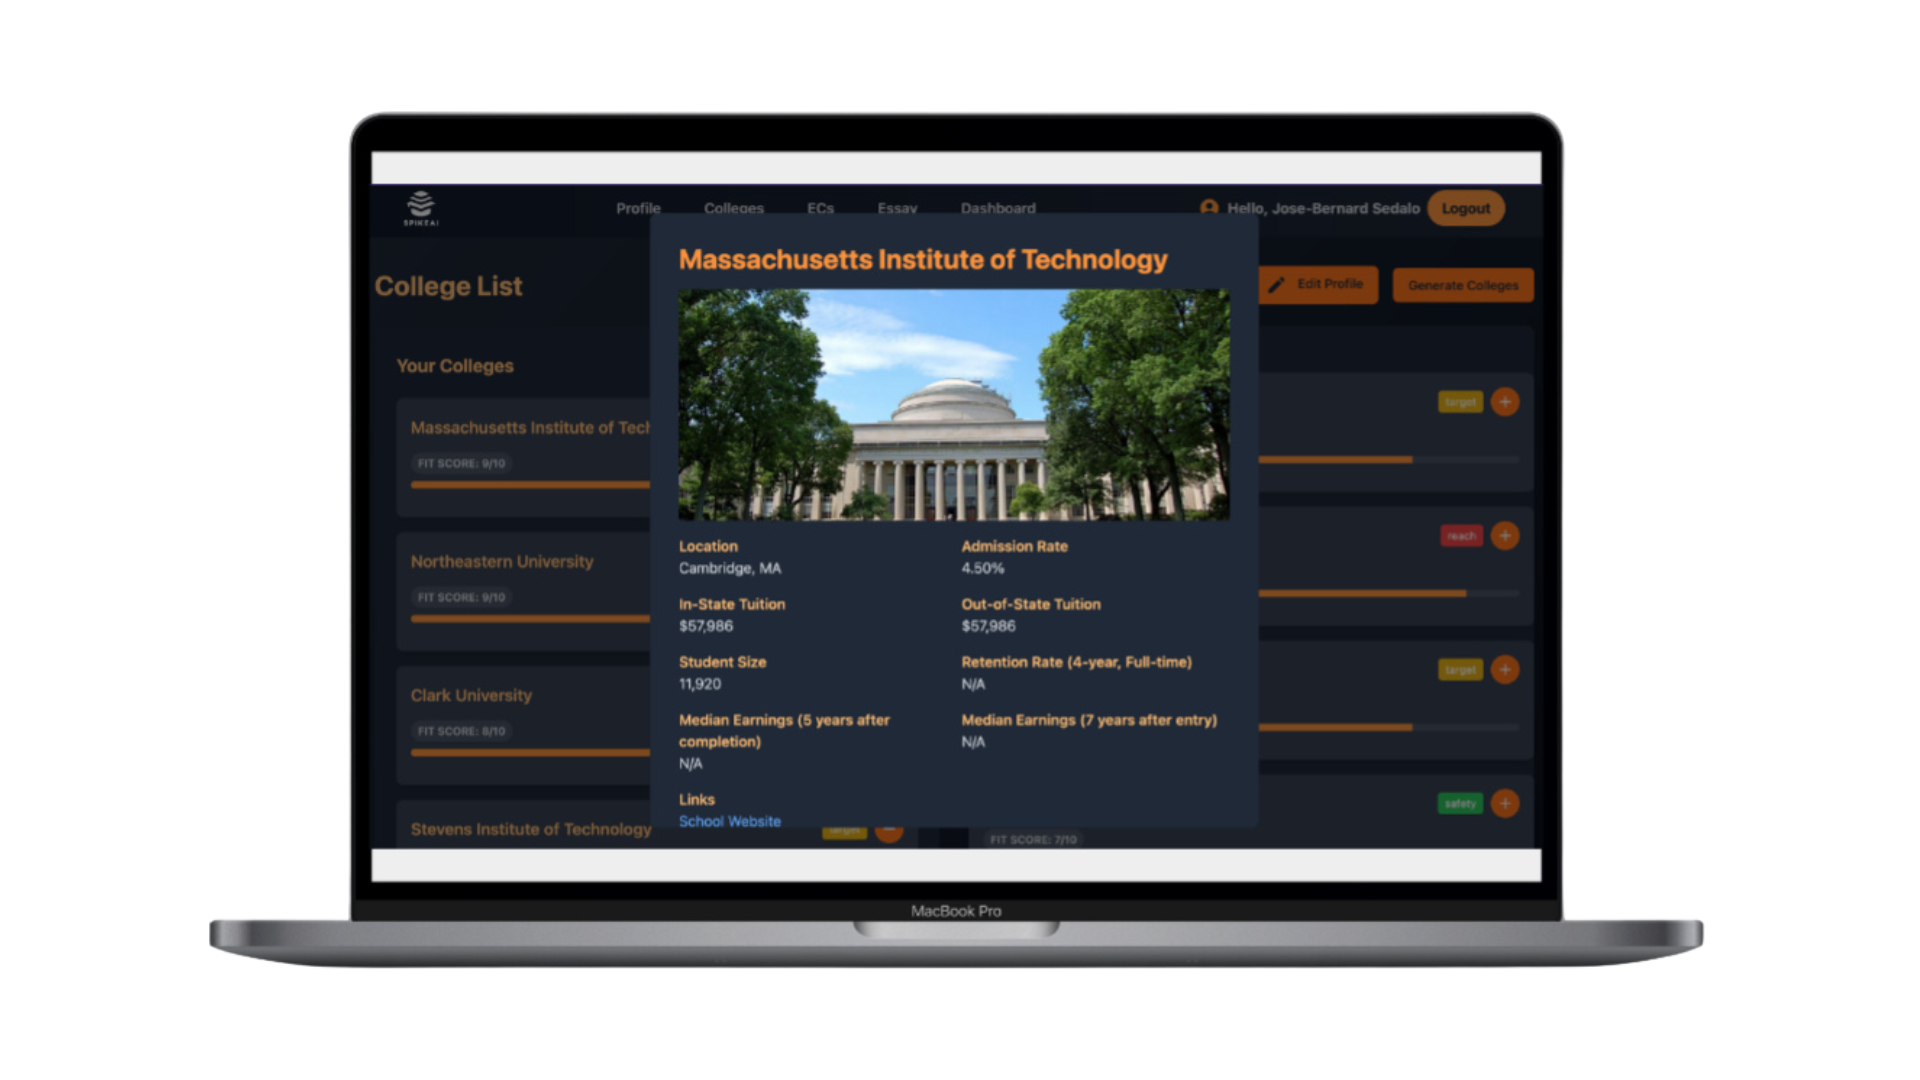 SPIKEAI
Profile
Colleges
ECs
Essay
Dashboard
Hello, Jose-Bernard Sedalo
Logout
College List
Edit Profile
Generate Colleges
Your Colleges
Massachusetts Institute of Tech
FIT SCORE: 9/10
Northeastern University
FIT SCORE: 9/10
Clark University
FIT SCORE: 8/10
Stevens Institute of Technology
target
Massachusetts Institute of Technology
Location
Cambridge, MA
Admission Rate
4.50%
In-State Tuition
$57,986
Out-of-State Tuition
$57,986
Student Size
11,920
Retention Rate (4-year, Full-time)
N/A
Median Earnings (5 years after
completion)
N/A
Median Earnings (7 years after entry)
N/A
Links
School Website
target
reach
target
safety
FIT SCORE: 7/10
MacBook Pro